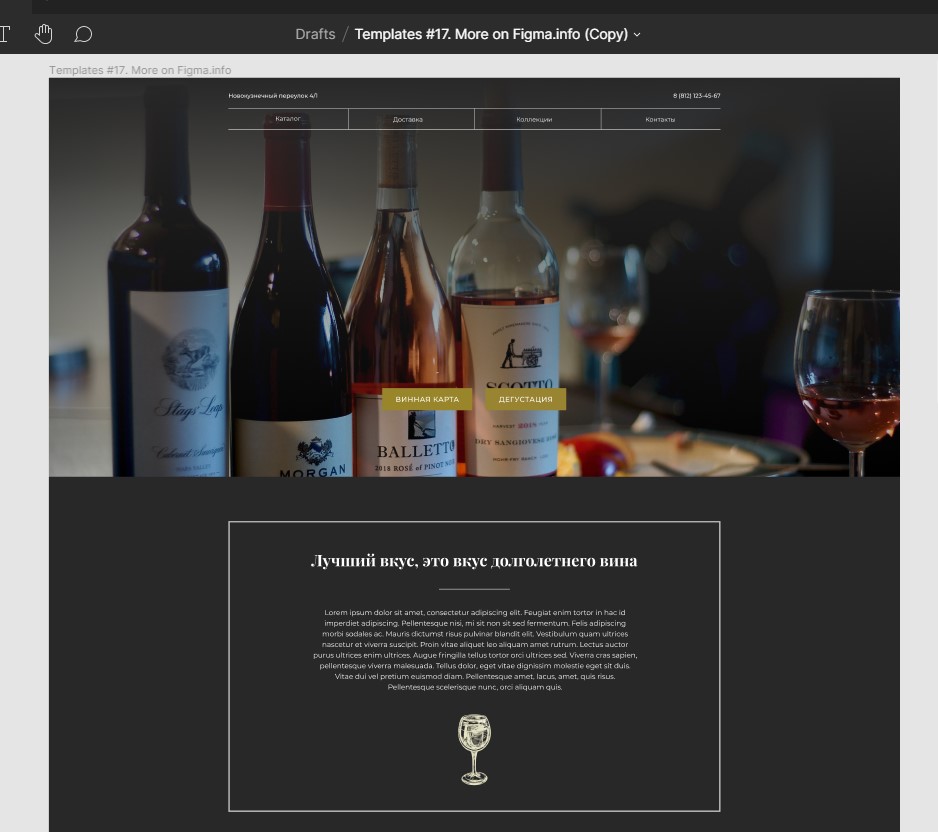 Drafts / Templates #17. More on Figma.info (Copy)
Templates #17. More on Figma.info
Новокузнечный переулок 4/1
8 (812) 123-45-67
Каталог
Доставка
Коллекции
Контакты
Stags' Leap
Cabernet Sauvignon
MORGAN
BALLETTO
2018 ROSÉ of PINOT NOIR
SCOTTO
HARVEST 2018
DRY SANGIOVESE ROSÉ
ВИННАЯ КАРТА
ДЕГУСТАЦИЯ
Лучший вкус, это вкус долголетнего вина
Lorem ipsum dolor sit amet, consectetur adipiscing elit. Feugiat enim tortor in hac id
imperdiet adipiscing. Pellentesque nisi, mi sit non sit sed fermentum. Felis adipiscing
morbi sodales ac. Mauris dictumst risus pulvinar blandit elit. Vestibulum quam ultrices
nascetur et viverra suscipit. Proin vitae aliquet leo aliquam amet rutrum. Lectus auctor
purus ultrices enim ultrices. Augue fringilla tellus tortor orci ultrices sed. Viverra cras sapien,
pellentesque viverra malesuada. Tellus dolor, eget vitae dignissim molestie eget sit duis.
Vitae dui vel pretium euismod diam. Pellentesque amet, lacus, amet, quis risus.
Pellentesque scelerisque nunc, orci aliquam quis.